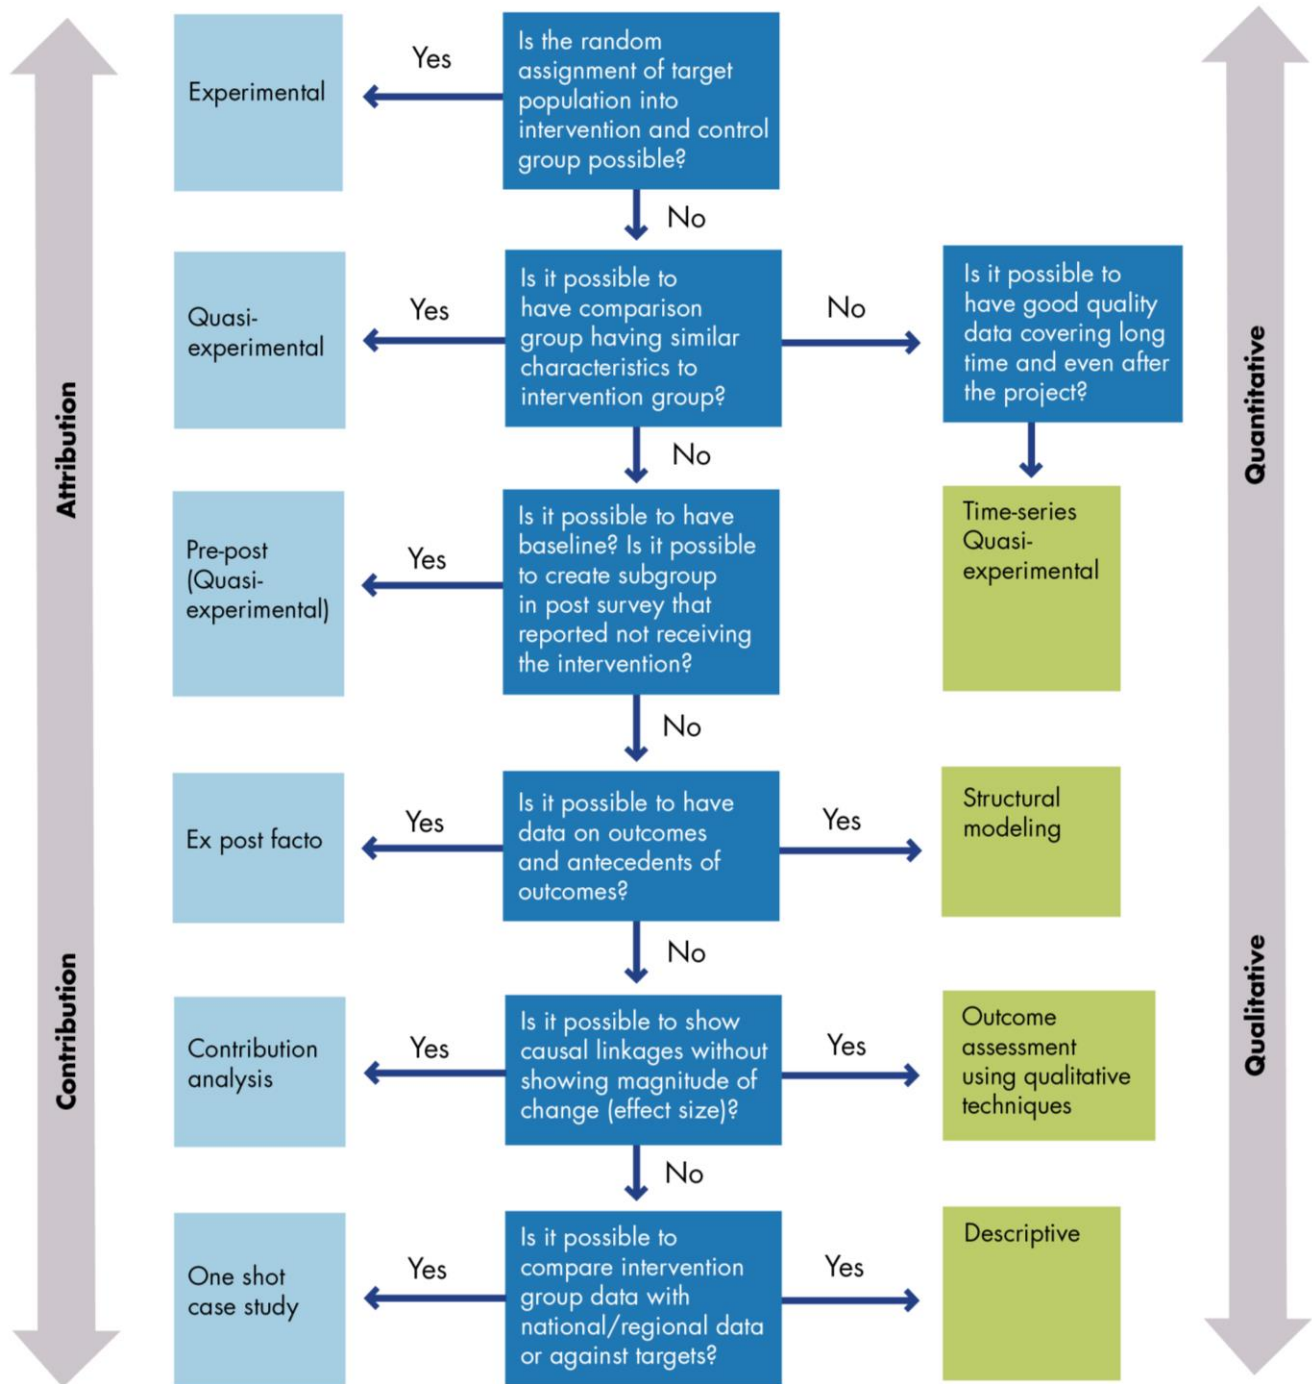 Experimental
Yes
Is the random
assignment of target
population into
intervention and control
group possible?
No
Quasi-
experimental
Yes
Is it possible to
have comparison
group having similar
characteristics to
intervention group?
No
Is it possible to
have good quality
data covering long
time and even after
the project?
No
Attribution
Quantitative
Pre-post
(Quasi-
experimental)
Yes
Is it possible to have
baseline? Is it possible
to create subgroup
in post survey that
reported not receiving
the intervention?
Time-series
Quasi-
experimental
No
Ex post facto
Yes
Is it possible to have
data on outcomes
and antecedents of
outcomes?
Yes
Structural
modeling
No
Contribution
Qualitative
Contribution
analysis
Yes
Is it possible to show
causal linkages without
showing magnitude of
change (effect size)?
Yes
Outcome
assessment
using qualitative
techniques
No
One shot
case study
Yes
Is it possible to
compare intervention
group data with
national/regional data
or against targets?
Yes
Descriptive